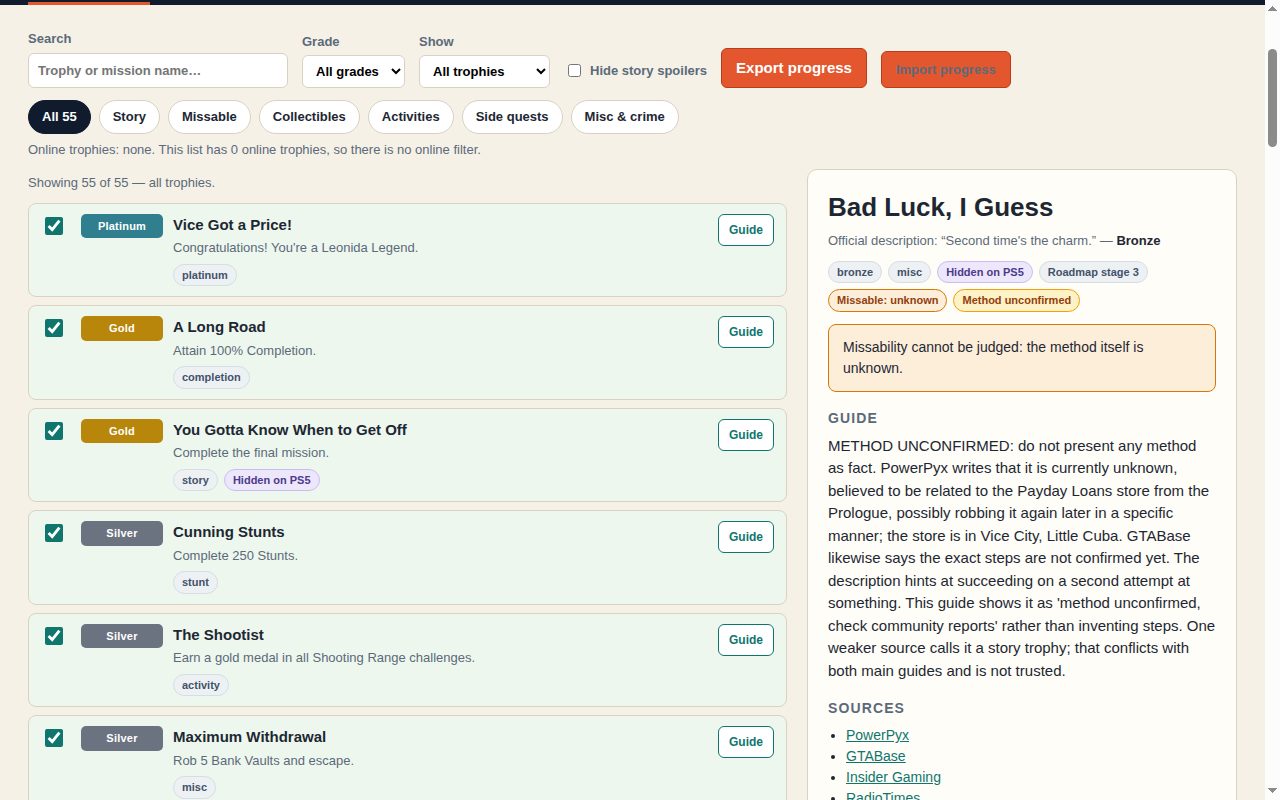 Search
Grade
Show
Trophy or mission name…
All grades
All trophies
Hide story spoilers
Export progress
Import progress
All 55
Story
Missable
Collectibles
Activities
Side quests
Misc & crime
Online trophies: none. This list has 0 online trophies, so there is no online filter.
Showing 55 of 55 — all trophies.
Platinum
Vice Got a Price!
Congratulations! You're a Leonida Legend.
platinum
Guide
Gold
A Long Road
Attain 100% Completion.
completion
Guide
Gold
You Gotta Know When to Get Off
Complete the final mission.
story
Hidden on PS5
Guide
Silver
Cunning Stunts
Complete 250 Stunts.
stunt
Guide
Silver
The Shootist
Earn a gold medal in all Shooting Range challenges.
activity
Guide
Silver
Maximum Withdrawal
Rob 5 Bank Vaults and escape.
misc
Guide
Bad Luck, I Guess
Official description: “Second time's the charm.” — Bronze
bronze
misc
Hidden on PS5
Roadmap stage 3
Missable: unknown
Method unconfirmed
Missability cannot be judged: the method itself is
unknown.
GUIDE
METHOD UNCONFIRMED: do not present any method
as fact. PowerPyx writes that it is currently unknown,
believed to be related to the Payday Loans store from the
Prologue, possibly robbing it again later in a specific
manner; the store is in Vice City, Little Cuba. GTABase
likewise says the exact steps are not confirmed yet. The
description hints at succeeding on a second attempt at
something. This guide shows it as 'method unconfirmed,
check community reports' rather than inventing steps. One
weaker source calls it a story trophy; that conflicts with
both main guides and is not trusted.
SOURCES
PowerPyx
GTABase
Insider Gaming
RadioTimes